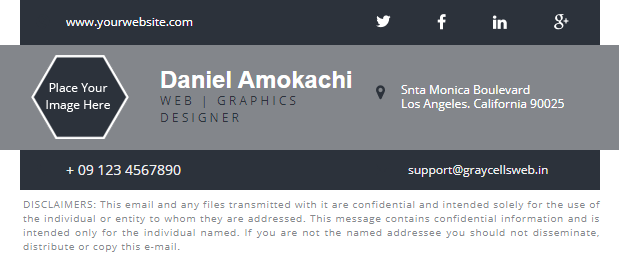 www.yourwebsite.com
Place Your
Image Here
Daniel Amokachi
WEB | GRAPHICS
DESIGNER
Snta Monica Boulevard
Los Angeles. California 90025
+ 09 123 4567890
support@graycellsweb.in
DISCLAIMERS: This email and any files transmitted with it are confidential and intended solely for the use of
the individual or entity to whom they are addressed. This message contains confidential information and is
intended only for the individual named. If you are not the named addressee you should not disseminate,
distribute or copy this e-mail.